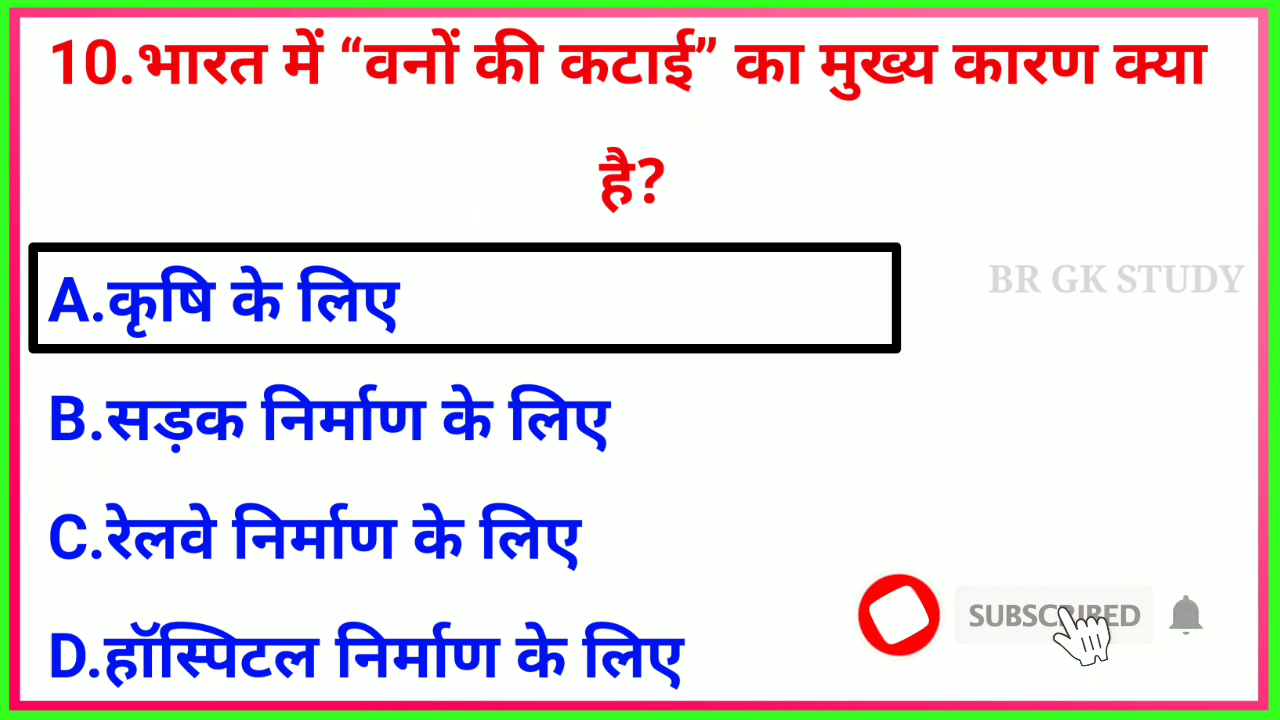 10.भारत में “वनों की कटाई” का मुख्य कारण क्या
है?
A.कृषि के लिए
BR GK STUDY
B.सड़क निर्माण के लिए
C.रेलवे निर्माण के लिए
SUBSCRIBED
D.हॉस्पिटल निर्माण के लिए